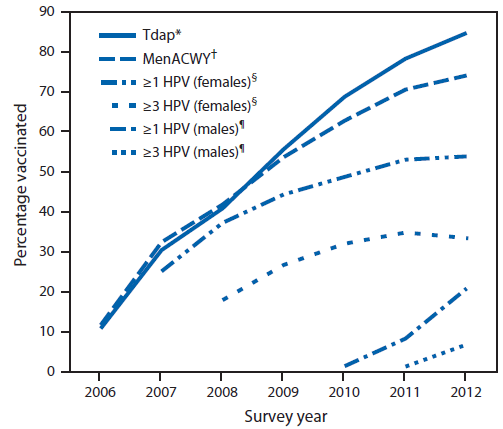 90
80
70
60
50
40
30
20
10
0
Percentage vaccinated
Tdap*
MenACWY†
≥1 HPV (females)§
≥3 HPV (females)§
≥1 HPV (males)¶
≥3 HPV (males)¶
2006 2007 2008 2009 2010 2011 2012
Survey year